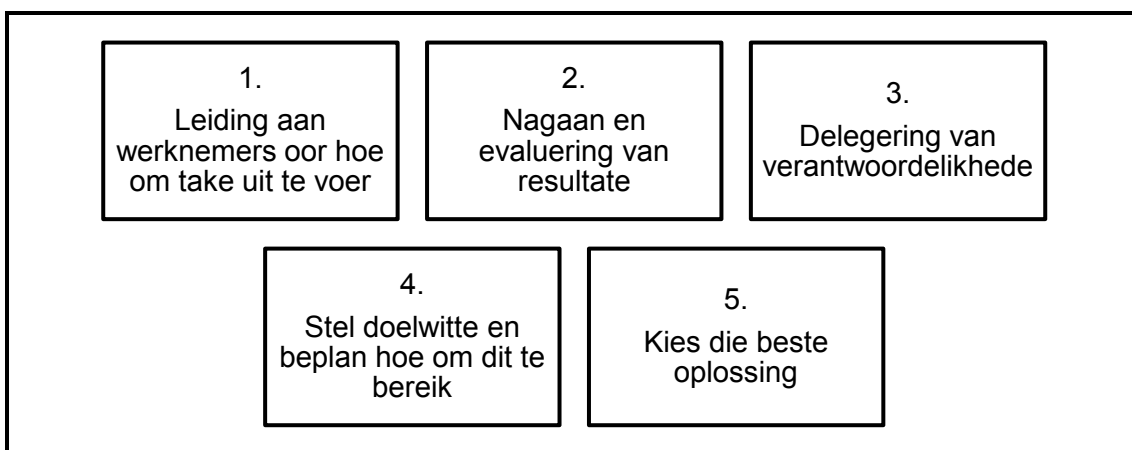 1.
Leiding aan
werknemers oor hoe
om take uit te voer
2.
Nagaan en
evaluering van
resultate
3.
Delegering van
verantwoordelikhede
4.
Stel doelwitte en
beplan hoe om dit te
bereik
5.
Kies die beste
oplossing